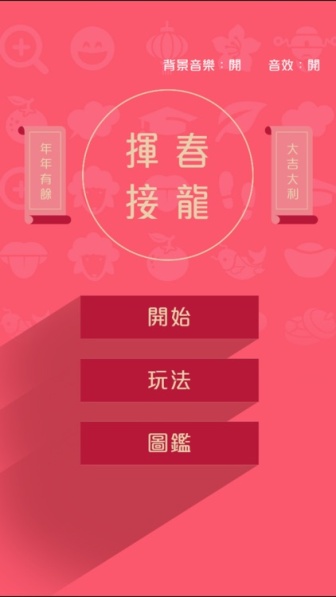 背景音樂：開　音效：開
年年有餘
揮春
接龍
大吉大利
開始
玩法
圖鑑